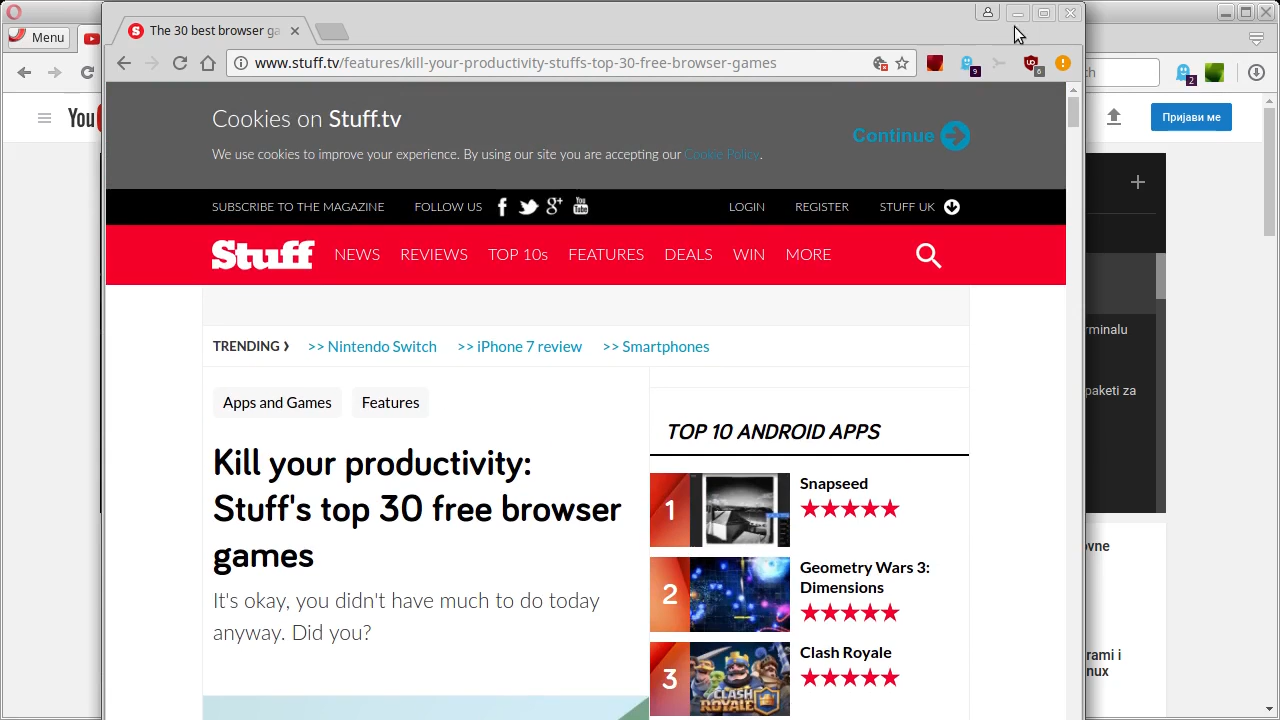 The 30 best browser ga
www.stuff.tv/features/kill-your-productivity-stuffs-top-30-free-browser-games
9
6
Menu
You
2
Пријави ме
Cookies on Stuff.tv
We use cookies to improve your experience. By using our site you are accepting our Cookie Policy.
Continue
SUBSCRIBE TO THE MAGAZINE FOLLOW US LOGIN REGISTER STUFF UK
You Tube
Stuff NEWS REVIEWS TOP 10s FEATURES DEALS WIN MORE
TRENDING › >> Nintendo Switch >> iPhone 7 review >> Smartphones
Apps and Games Features
Kill your productivity:
Stuff's top 30 free browser
games
It's okay, you didn't have much to do today
anyway. Did you?
TOP 10 ANDROID APPS
1
Snapseed
★★★★★
2
Geometry Wars 3:
Dimensions
★★★★★
3
Clash Royale
★★★★★
CLASH
ROYALE
rminalu
paketi za
ovne
rami i
nux